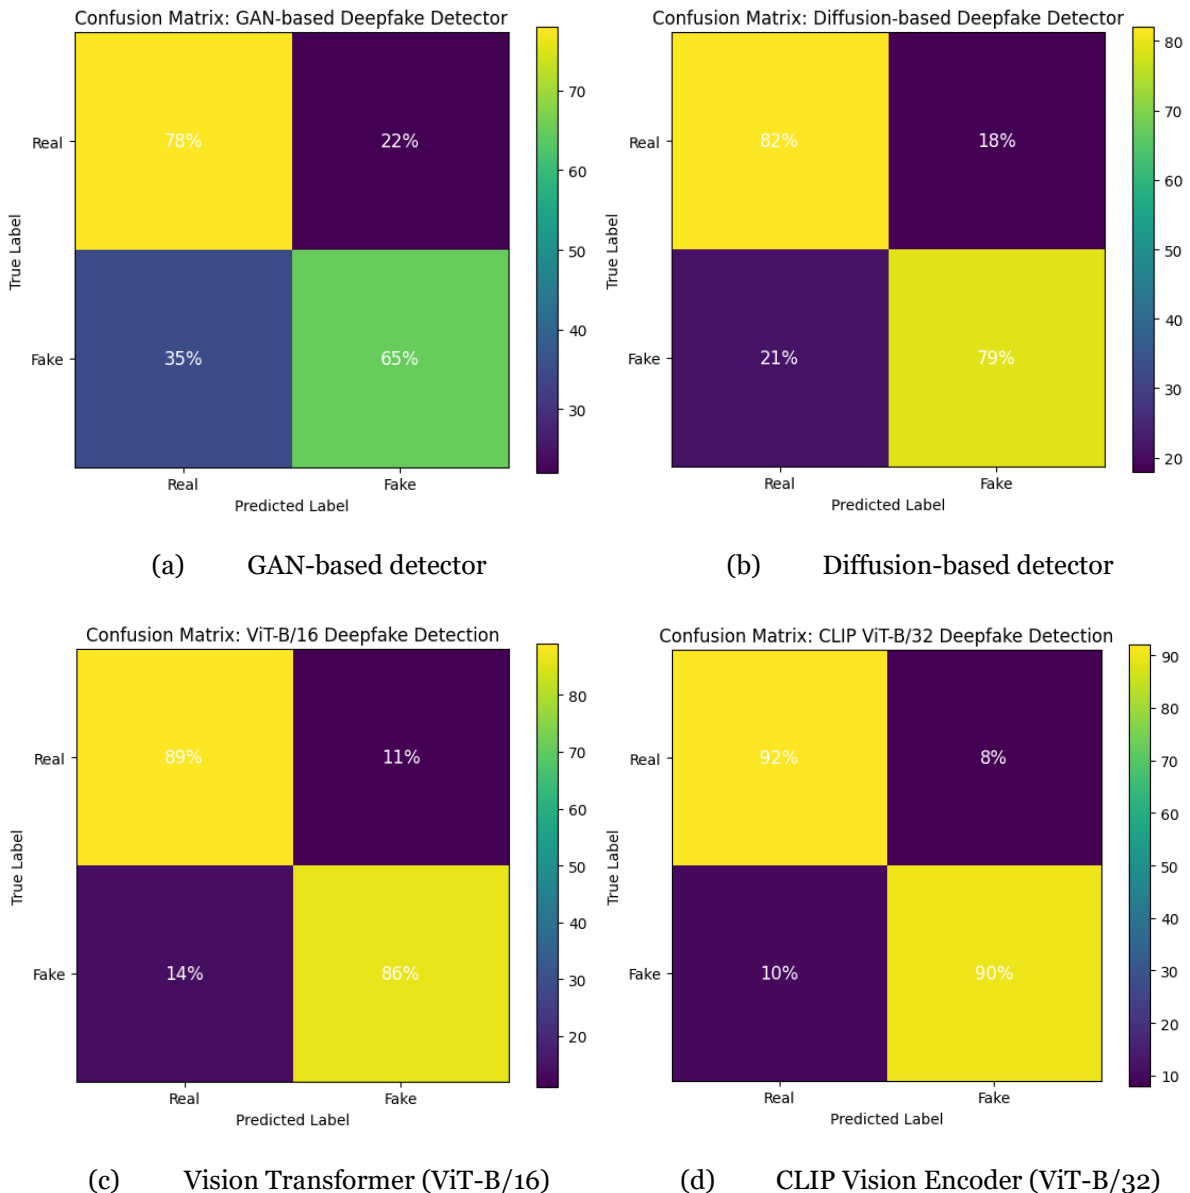 Confusion Matrix: GAN-based Deepfake Detector
True Label
Real
78%
22%
Fake
35%
65%
Real
Fake
Predicted Label
70
60
50
40
30
(a) GAN-based detector
Confusion Matrix: Diffusion-based Deepfake Detector
True Label
Real
82%
18%
Fake
21%
79%
Real
Fake
Predicted Label
80
70
60
50
40
30
20
(b) Diffusion-based detector
Confusion Matrix: ViT-B/16 Deepfake Detection
True Label
Real
89%
11%
Fake
14%
86%
Real
Fake
Predicted Label
80
70
60
50
40
30
20
(c) Vision Transformer (ViT-B/16)
Confusion Matrix: CLIP ViT-B/32 Deepfake Detection
True Label
Real
92%
8%
Fake
10%
90%
Real
Fake
Predicted Label
90
80
70
60
50
40
30
20
10
(d) CLIP Vision Encoder (ViT-B/32)